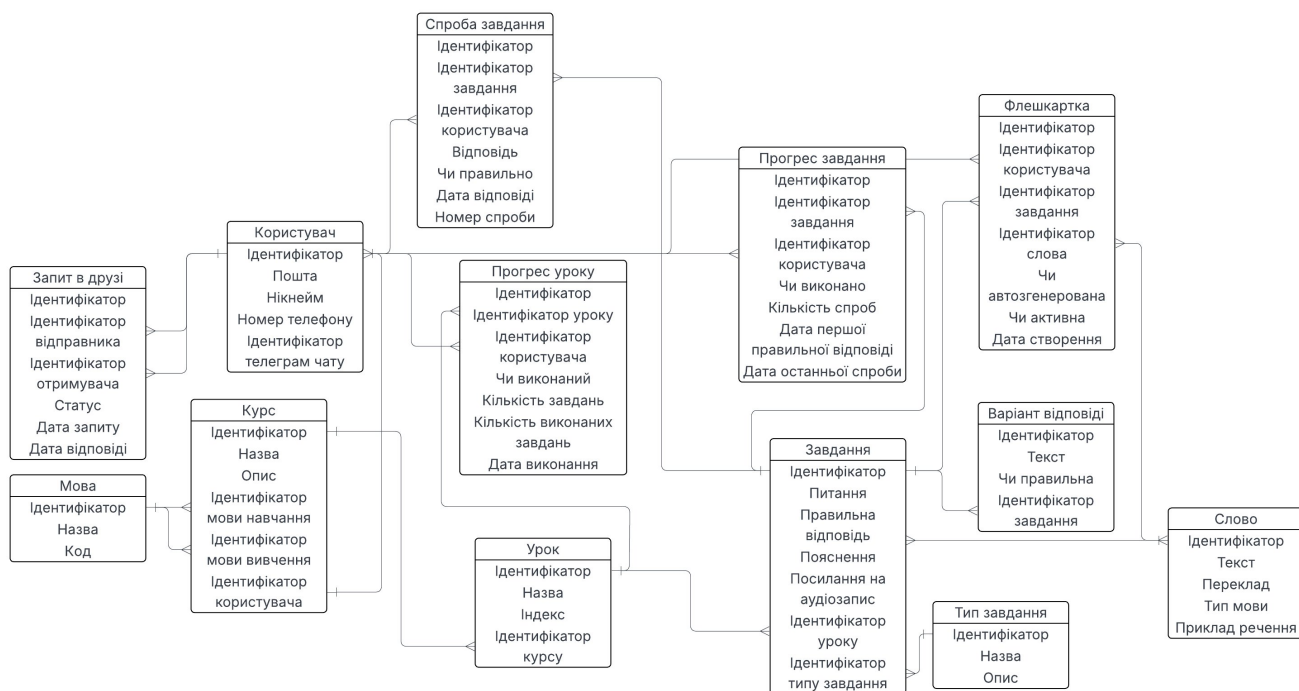 Спроба завдання
Ідентифікатор
Ідентифікатор
завдання
Ідентифікатор
користувача
Відповідь
Чи правильно
Дата відповіді
Номер спроби
Флешкартка
Ідентифікатор
Ідентифікатор
користувача
Ідентифікатор
завдання
Ідентифікатор
слова
Чи
автозгенерована
Чи активна
Дата створення
Прогрес завдання
Ідентифікатор
Ідентифікатор
завдання
Ідентифікатор
користувача
Чи виконано
Кількість спроб
Дата першої
правильної відповіді
Дата останньої спроби
Користувач
Ідентифікатор
Пошта
Нікнейм
Номер телефону
Ідентифікатор
телеграм чату
Запит в друзі
Ідентифікатор
Ідентифікатор
відправника
Ідентифікатор
отримувача
Статус
Дата запиту
Дата відповіді
Прогрес уроку
Ідентифікатор
Ідентифікатор уроку
Ідентифікатор
користувача
Чи виконаний
Кількість завдань
Кількість виконаних
завдань
Дата виконання
Курс
Ідентифікатор
Назва
Опис
Ідентифікатор
мови навчання
Ідентифікатор
мови вивчення
Ідентифікатор
користувача
Мова
Ідентифікатор
Назва
Код
Варіант відповіді
Ідентифікатор
Текст
Чи правильна
Ідентифікатор
завдання
Завдання
Ідентифікатор
Питання
Правильна
відповідь
Пояснення
Посилання на
аудіозапис
Ідентифікатор
уроку
Ідентифікатор
типу завдання
Слово
Ідентифікатор
Текст
Переклад
Тип мови
Приклад речення
Урок
Ідентифікатор
Назва
Індекс
Ідентифікатор
курсу
Тип завдання
Ідентифікатор
Назва
Опис